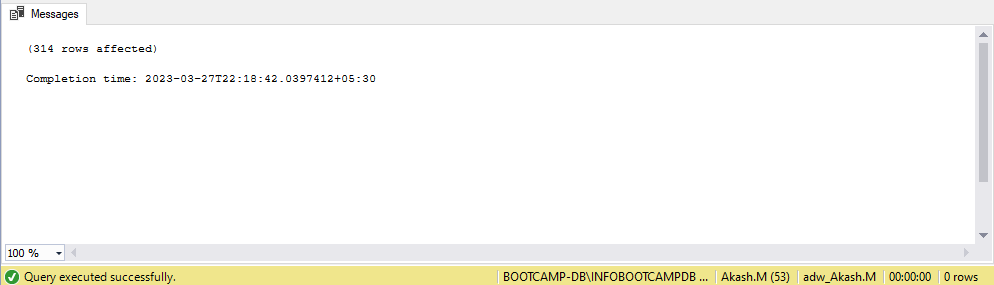 Messages
(314 rows affected)
Completion time: 2023-03-27T22:18:42.0397412+05:30
100 %
Query executed successfully.
BOOTCAMP-DB\INFOBOOTCAMPDB ...
Akash.M (53)
adw_Akash.M
00:00:00
0 rows